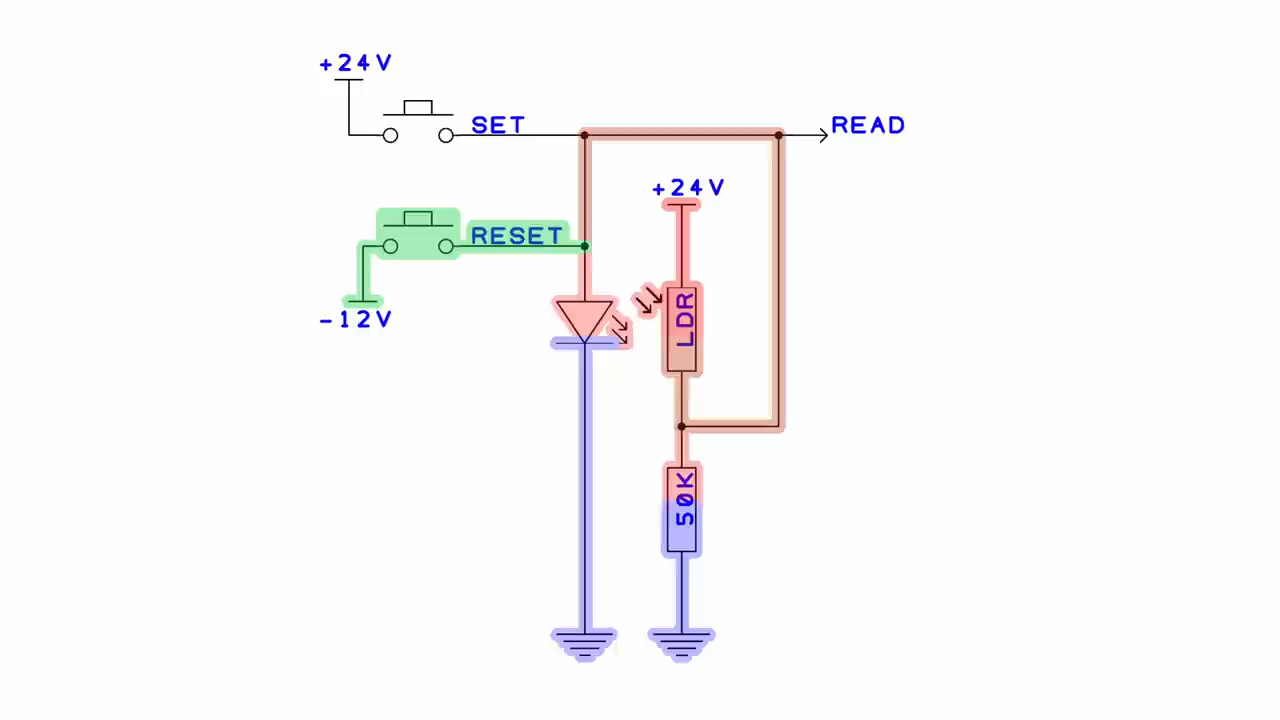 +24V
SET
READ
+24V
RESET
-12V
LDR
50K